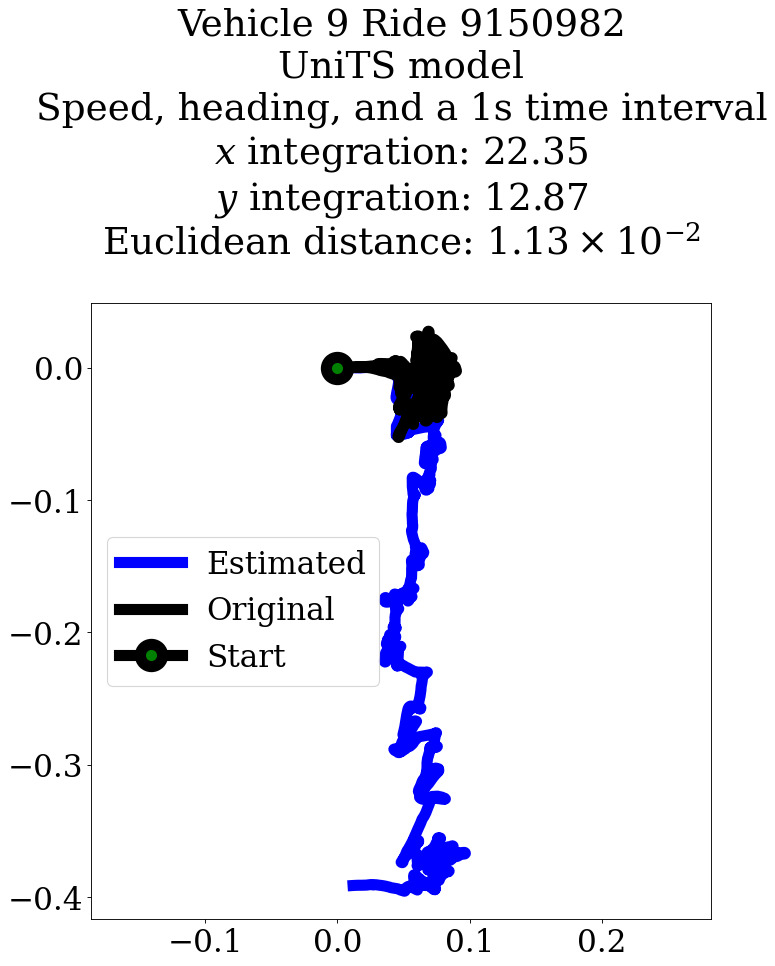 Vehicle 9 Ride 9150982
UniTS model
Speed, heading, and a 1s time interval
x integration: 22.35
y integration: 12.87
Euclidean distance: 1.13 × 10⁻²
0.0
−0.1
−0.2
−0.3
−0.4
Estimated
Original
Start
−0.1 0.0 0.1 0.2